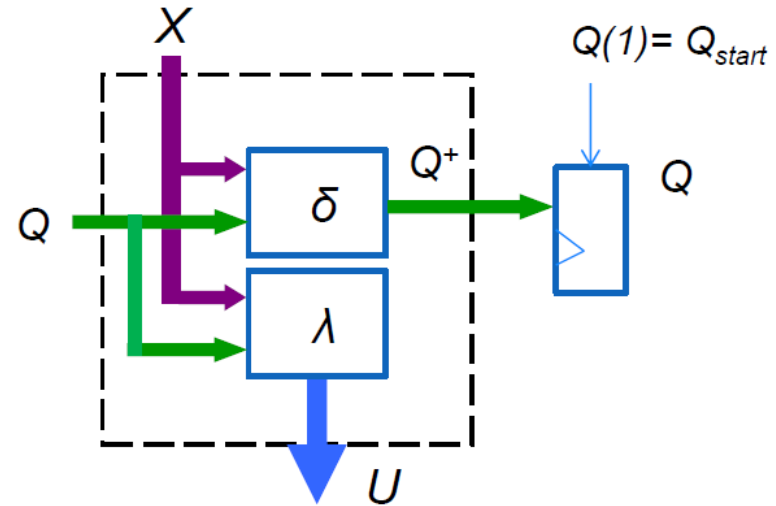 X
Q(1)= Qstart
Q
δ
Q+
Q
λ
U